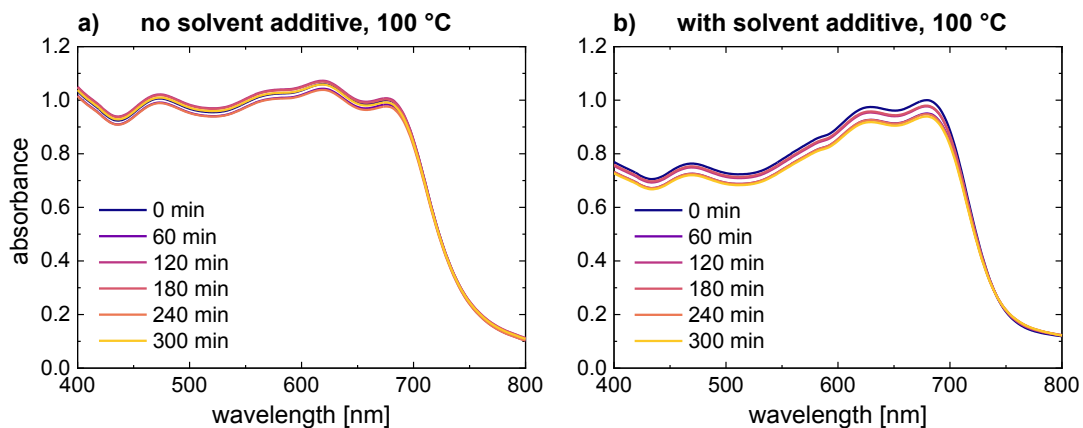 a) no solvent additive, 100 °C
1.2
1.0
0.8
0.6
0.4
0.2
0.0
absorbance
0 min
60 min
120 min
180 min
240 min
300 min
400 500 600 700 800
wavelength [nm]
b) with solvent additive, 100 °C
1.2
1.0
0.8
0.6
0.4
0.2
0.0
0 min
60 min
120 min
180 min
240 min
300 min
400 500 600 700 800
wavelength [nm]